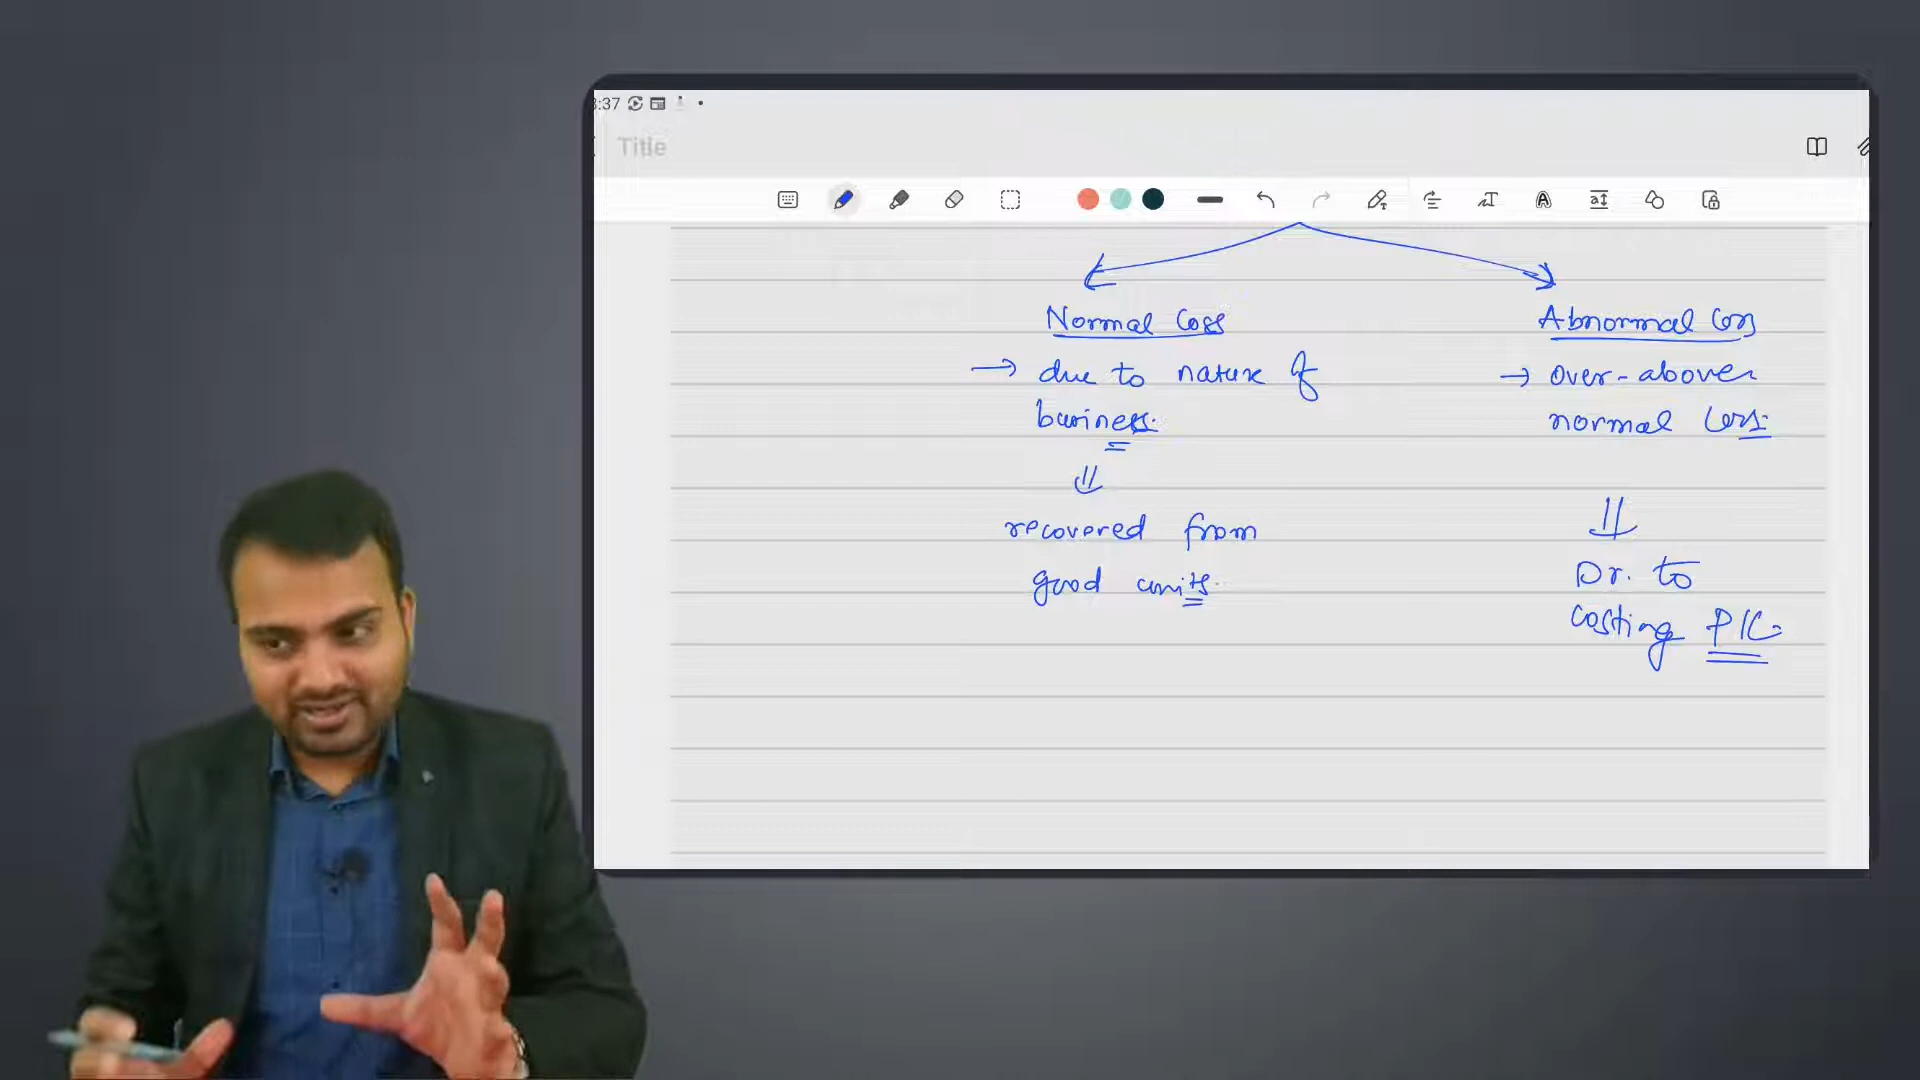 :37
Title
Normal Loss
Abnormal Loss
→ due to nature of
business.
→ over-above
normal loss.
recovered from
good units.
Dr. to
costing P/L